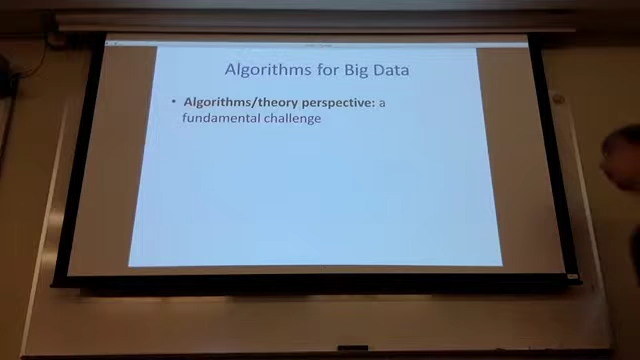 Algorithms for Big Data
• Algorithms/theory perspective: a
fundamental challenge